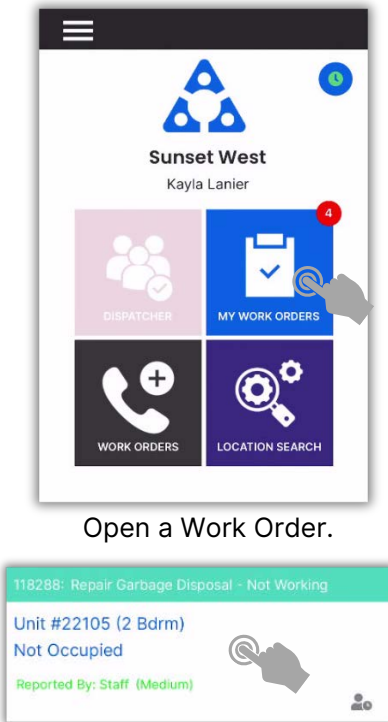 Sunset West
Kayla Lanier
4
DISPATCHER
MY WORK ORDERS
WORK ORDERS
LOCATION SEARCH
Open a Work Order.
118288: Repair Garbage Disposal - Not Working
Unit #22105 (2 Bdrm)
Not Occupied
Reported By: Staff (Medium)